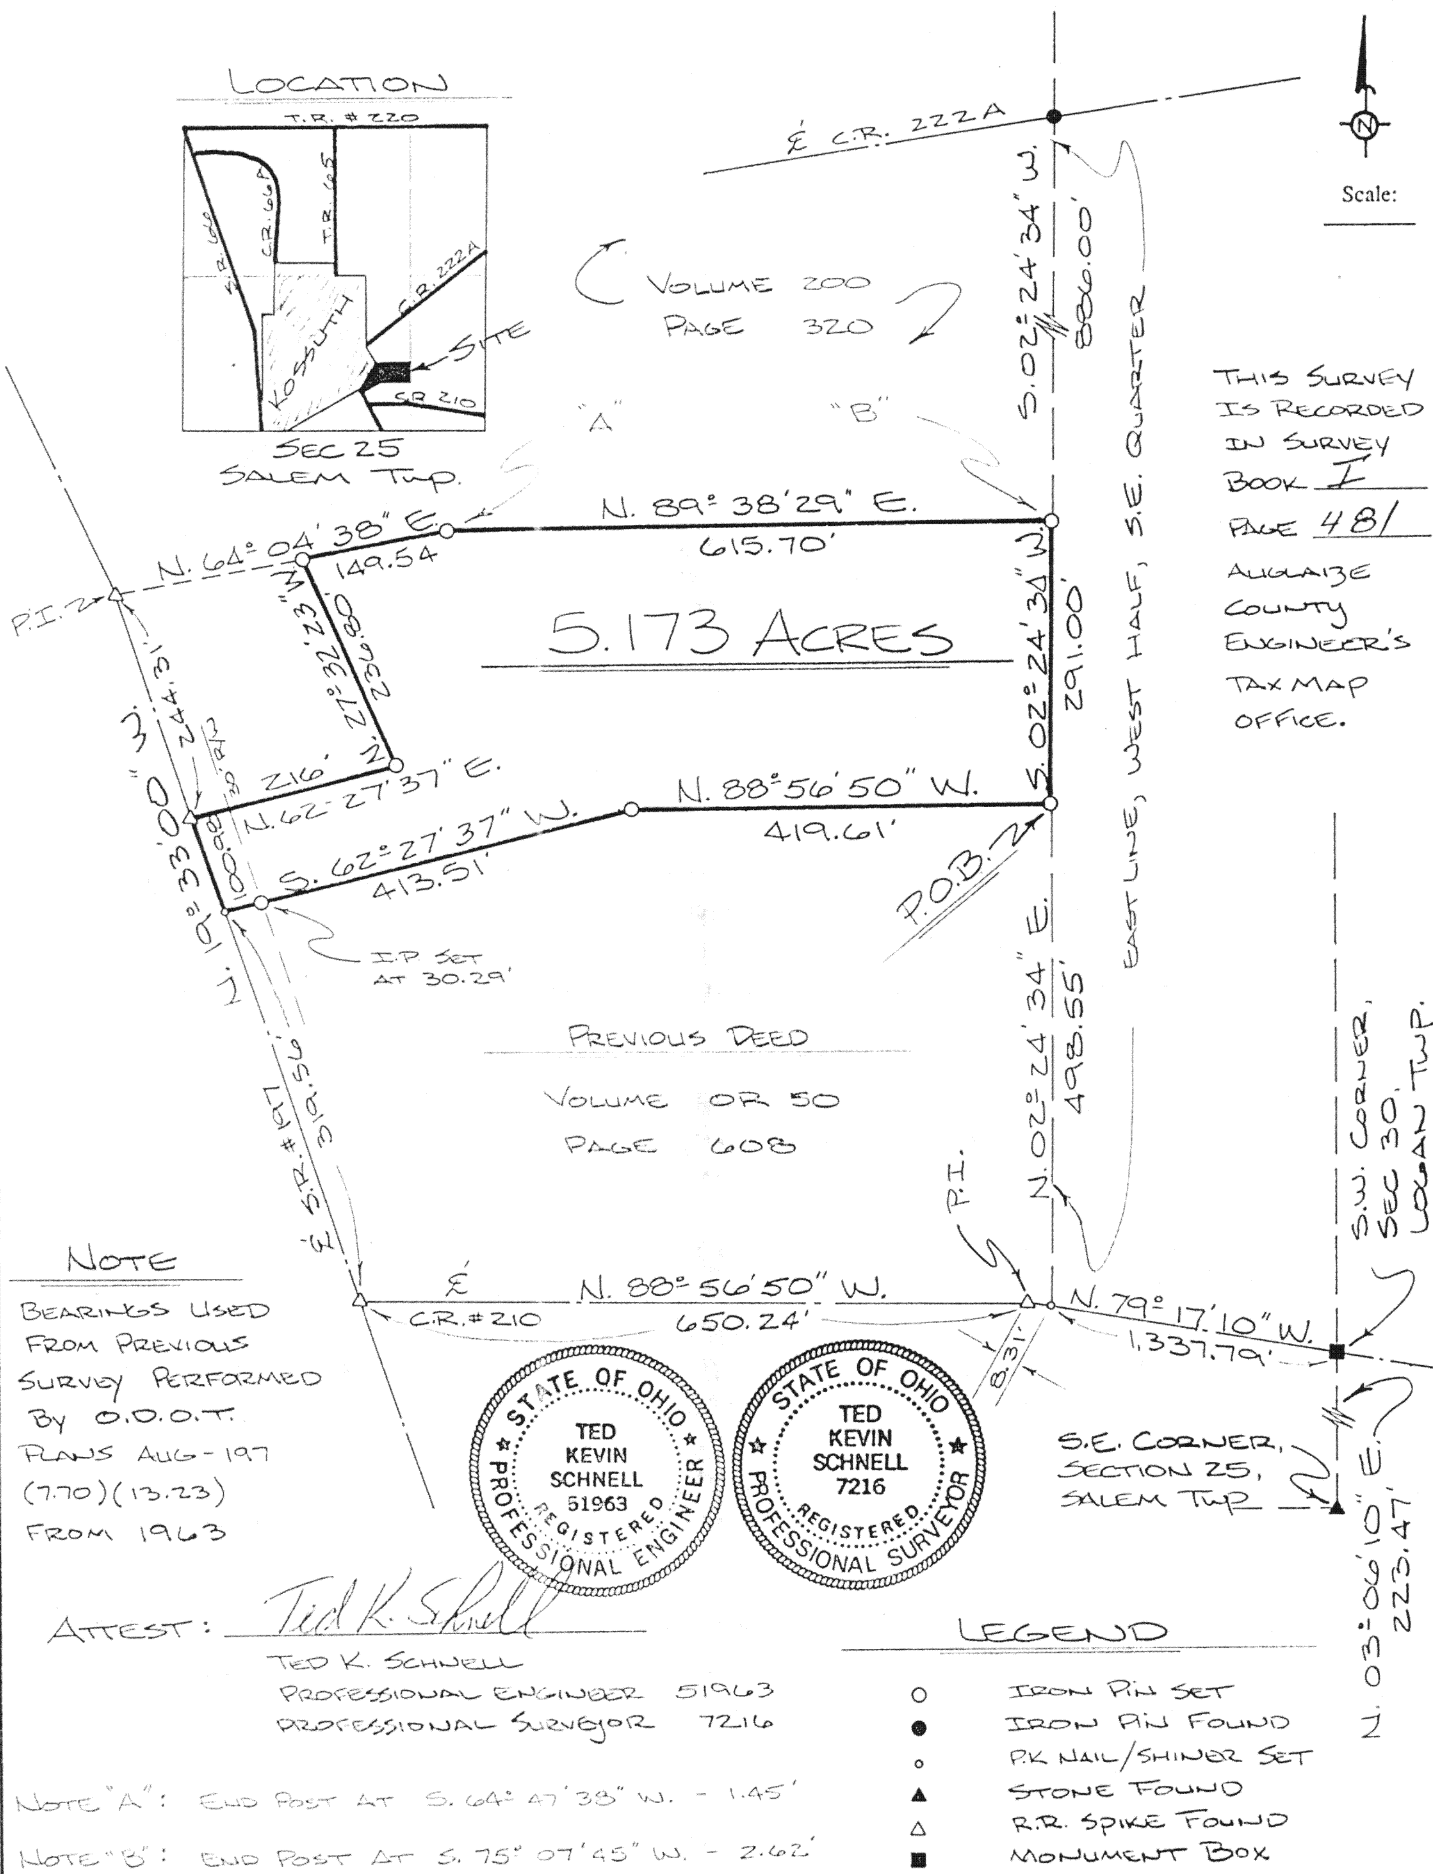 LOCATION
T.R. # 220
S.R. 66
C.R. 66A
T.R. 65
C.R. 222A
KOSSUTH
SITE
C.R. 210
SEC 25
SALEM TWP.
℄ C.R. 222A
Scale:
VOLUME 200
PAGE 320
S. 02° 24' 34" W.
886.00'
THIS SURVEY
IS RECORDED
IN SURVEY
BOOK I
PAGE 481
AUGLAIZE
COUNTY
ENGINEER'S
TAX MAP
OFFICE.
"A"
"B"
N. 64° 04' 38" E.
149.54
N. 89° 38' 29" E.
615.70'
P.I.
244.31'
N. 27° 32' 23" W.
236.80'
5.173 ACRES
S. 02° 24' 34" W.
291.00'
EAST LINE, WEST HALF, S.E. QUARTER
216'
N. 62° 27' 37" E.
30' R/W
100.98
N. 19° 33' 00" W.
S. 62° 27' 37" W.
413.51'
N. 88° 56' 50" W.
419.61'
P.O.B.
I.P. SET
AT 30.29'
℄ S.R. #197
319.56'
PREVIOUS DEED
VOLUME OR 50
PAGE 608
N. 02° 24' 34" E.
498.55'
S.W. CORNER,
SEC 30,
LOGAN TWP.
P.I.
NOTE
BEARINGS USED
FROM PREVIOUS
SURVEY PERFORMED
BY O.D.O.T.
PLANS AUG-197
(7.70)(13.23)
FROM 1963
℄
C.R. #210
N. 88° 56' 50" W.
650.24'
8.31'
N. 79° 17' 10" W.
1,337.79'
S.E. CORNER,
SECTION 25,
SALEM TWP
N. 03° 06' 10" E.
223.47'
STATE OF OHIO
TED
KEVIN
SCHNELL
51963
REGISTERED
PROFESSIONAL ENGINEER
STATE OF OHIO
TED
KEVIN
SCHNELL
7216
REGISTERED
PROFESSIONAL SURVEYOR
ATTEST: Ted K. Schnell
TED K. SCHNELL
PROFESSIONAL ENGINEER 51963
PROFESSIONAL SURVEYOR 7216
NOTE "A": END POST AT S. 64° 47' 38" W. - 1.45'
NOTE "B": END POST AT S. 75° 07' 45" W. - 2.62'
LEGEND
IRON PIN SET
IRON PIN FOUND
P.K NAIL/SHINER SET
STONE FOUND
R.R. SPIKE FOUND
MONUMENT BOX
N